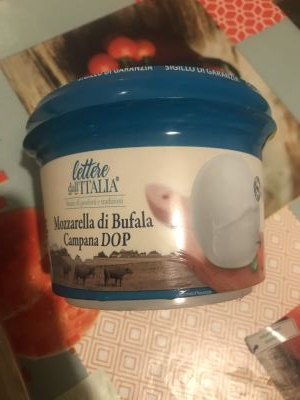 SIGILLO DI GARANZIA SIGILLO DI GARANZIA
lettere
dall'ITALIA®
Mozzarella di Bufala
Campana DOP